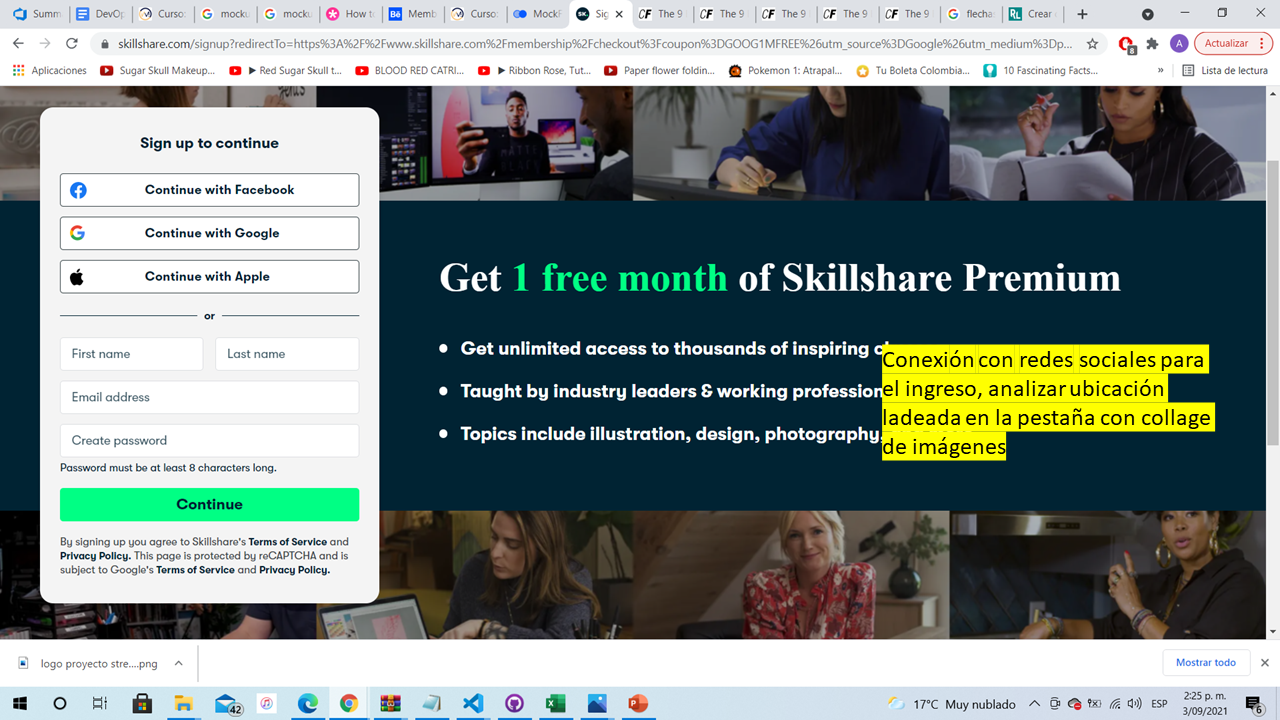 Summ
DevOp
Curso:
mocku
mocku
How to
Memb
Curso:
MockF
Sig
The 9
The 9
The 9
The 9
The 9
flecha
Crear
skillshare.com/signup?redirectTo=https%3A%2F%2Fwww.skillshare.com%2Fmembership%2Fcheckout%3Fcoupon%3DGOOG1MFREE%26utm_source%3DGoogle%26utm_medium%3Dp...
8
A
Actualizar
Aplicaciones
Sugar Skull Makeup...
Red Sugar Skull t...
BLOOD RED CATRI...
Ribbon Rose, Tut...
Paper flower foldin...
Pokemon 1: Atrapal...
Tu Boleta Colombia...
10 Fascinating Facts...
»
Lista de lectura
Sign up to continue
Continue with Facebook
Continue with Google
Continue with Apple
or
First name
Last name
Email address
Create password
Password must be at least 8 characters long.
Continue
By signing up you agree to Skillshare's Terms of Service and
Privacy Policy. This page is protected by reCAPTCHA and is
subject to Google's Terms of Service and Privacy Policy.
Get 1 free month of Skillshare Premium
• Get unlimited access to thousands of inspiring
• Taught by industry leaders & working profession
• Topics include illustration, design, photography,
Conexión con redes sociales para
el ingreso, analizar ubicación
ladeada en la pestaña con collage
de imágenes
logo proyecto stre....png
Mostrar todo
42
17°C Muy nublado
ESP
2:25 p. m.
3/09/2021
6